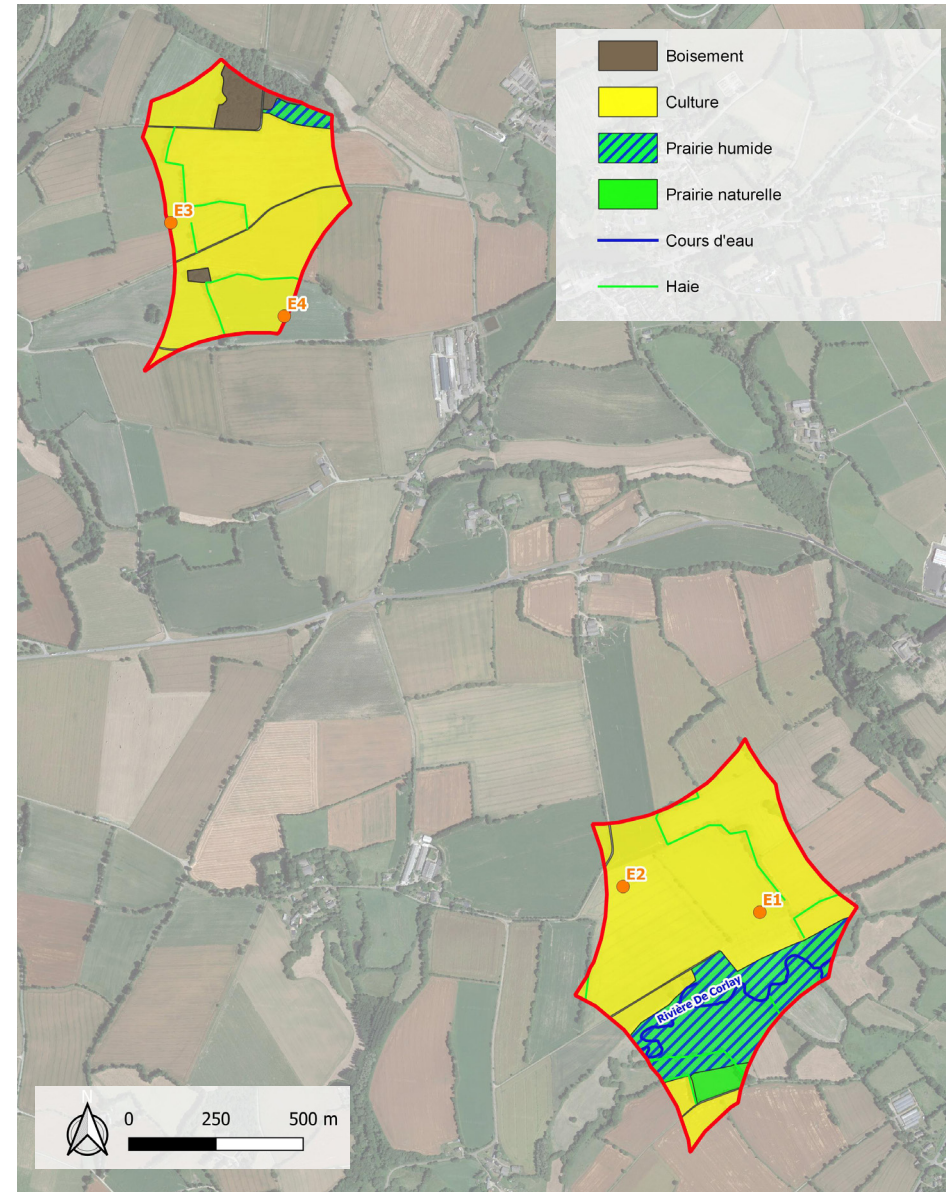 Boisement
Culture
Prairie humide
Prairie naturelle
Cours d'eau
Haie
E3
E4
E2
E1
Rivière De Corlay
N
0 250 500 m